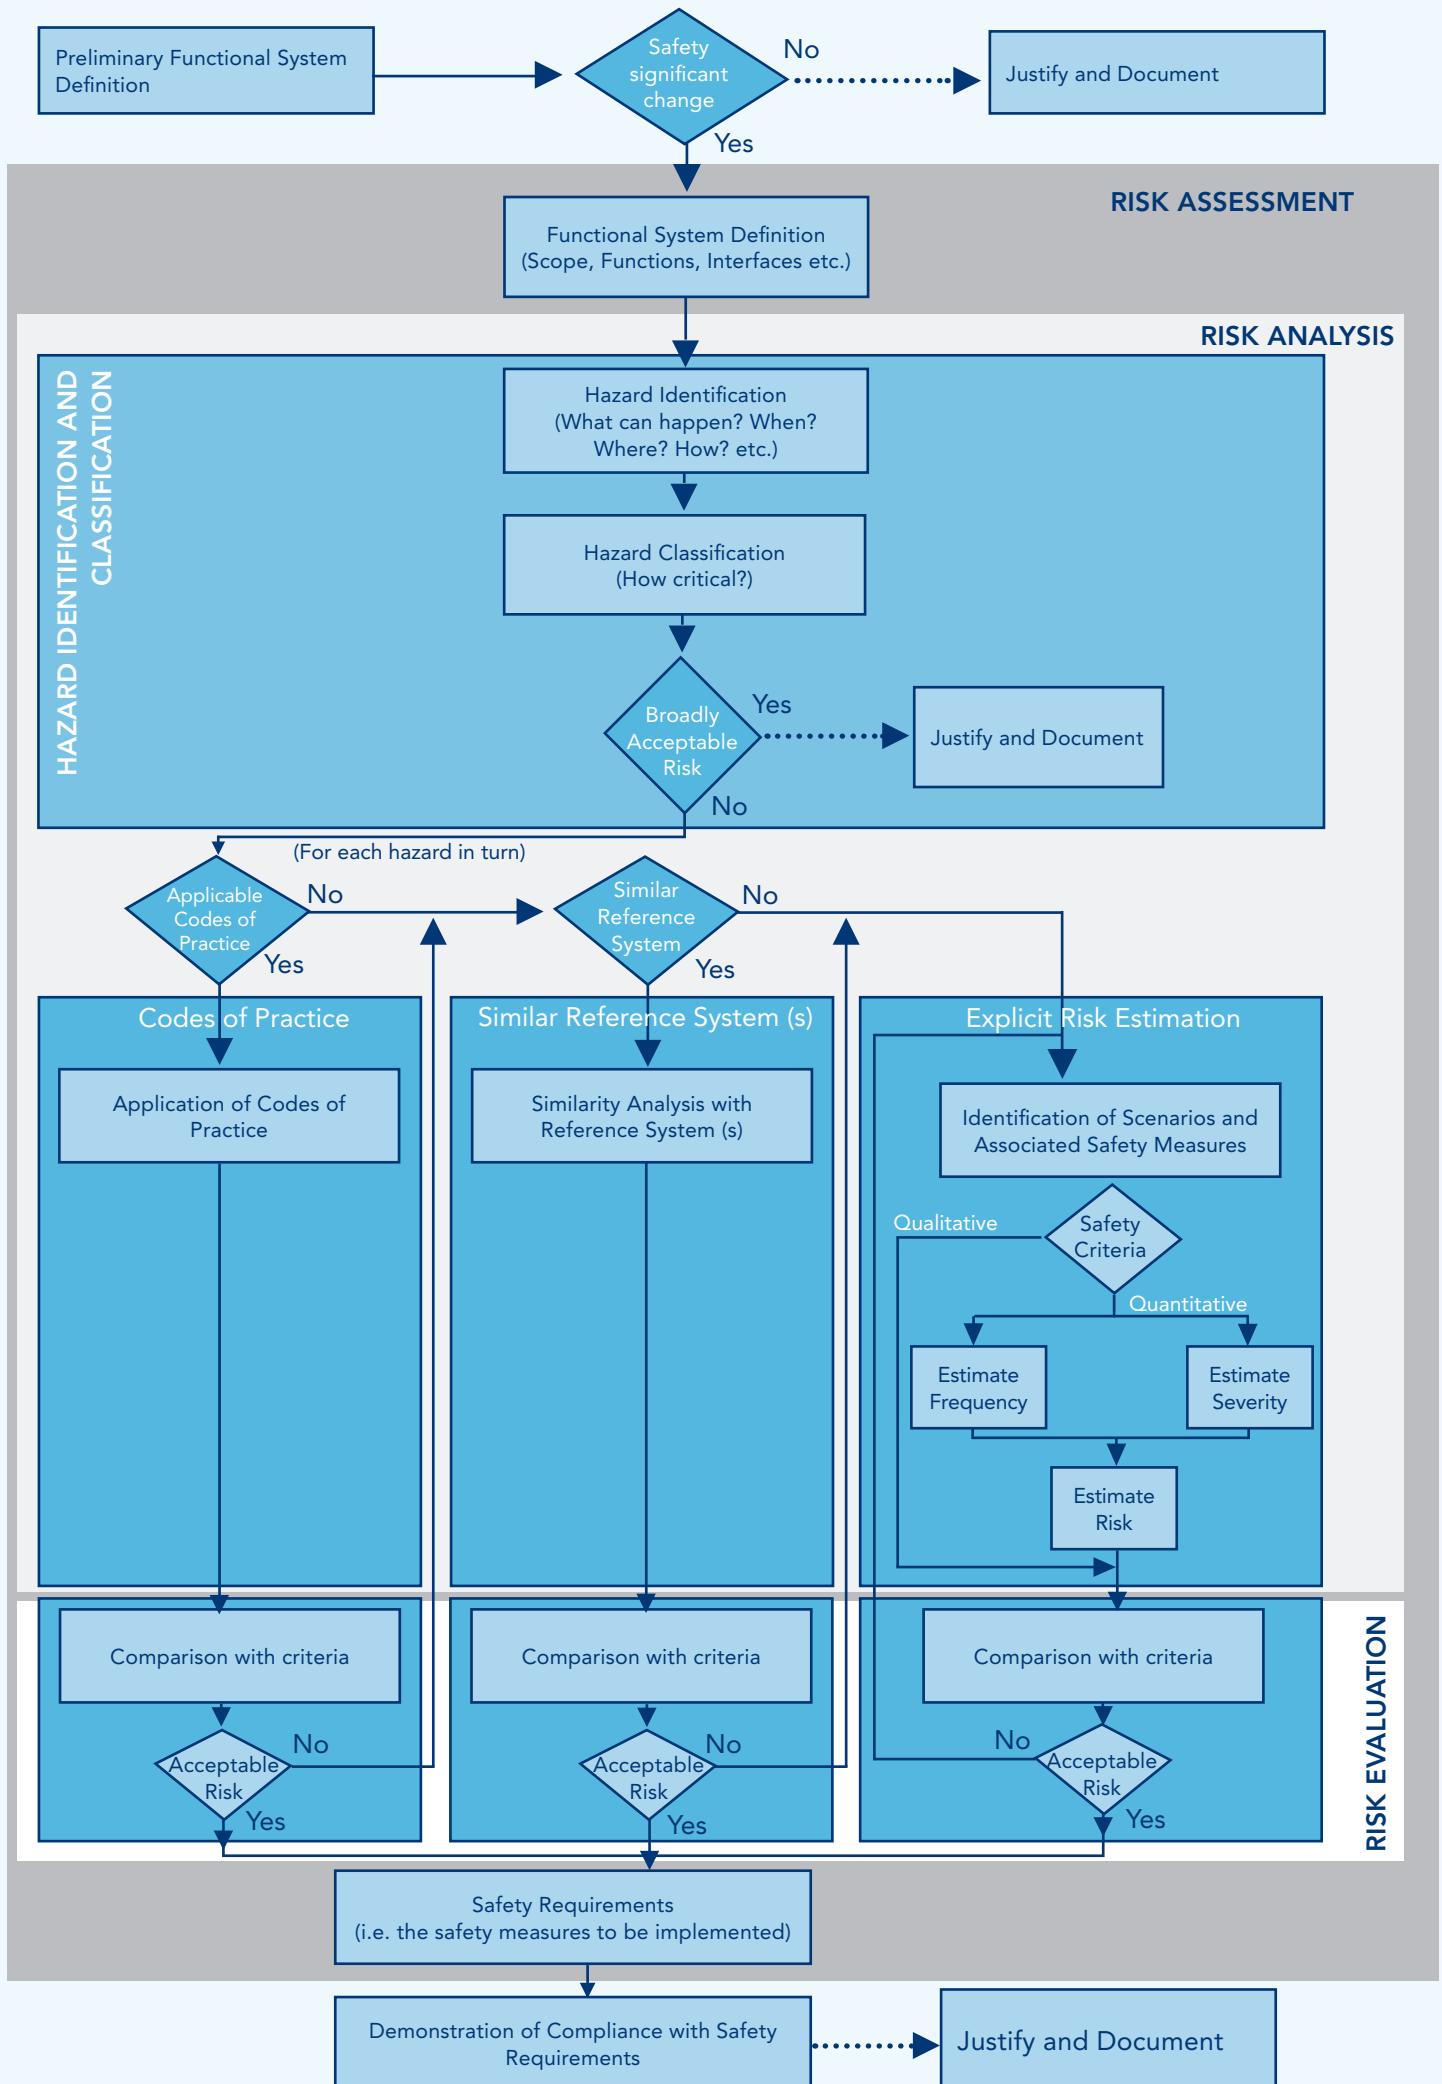 Preliminary Functional System
Definition
Safety
significant
change
No
Justify and Document
Yes
RISK ASSESSMENT
Functional System Definition
(Scope, Functions, Interfaces etc.)
RISK ANALYSIS
HAZARD IDENTIFICATION AND
CLASSIFICATION
Hazard Identification
(What can happen? When?
Where? How? etc.)
Hazard Classification
(How critical?)
Broadly
Acceptable
Risk
Yes
Justify and Document
No
(For each hazard in turn)
Applicable
Codes of
Practice
No
Yes
Similar
Reference
System
No
Yes
Codes of Practice
Application of Codes of
Practice
Similar Reference System (s)
Similarity Analysis with
Reference System (s)
Explicit Risk Estimation
Identification of Scenarios and
Associated Safety Measures
Qualitative
Safety
Criteria
Quantitative
Estimate
Frequency
Estimate
Severity
Estimate
Risk
RISK EVALUATION
Comparison with criteria
Acceptable
Risk
No
Yes
Comparison with criteria
Acceptable
Risk
No
Yes
Comparison with criteria
No
Acceptable
Risk
Yes
Safety Requirements
(i.e. the safety measures to be implemented)
Demonstration of Compliance with Safety
Requirements
Justify and Document